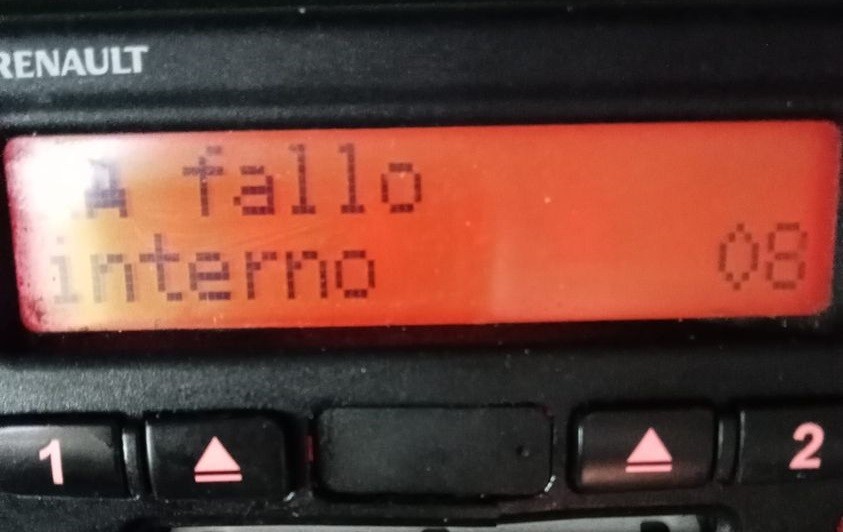 RENAULT
A fallo
interno 08
1 2